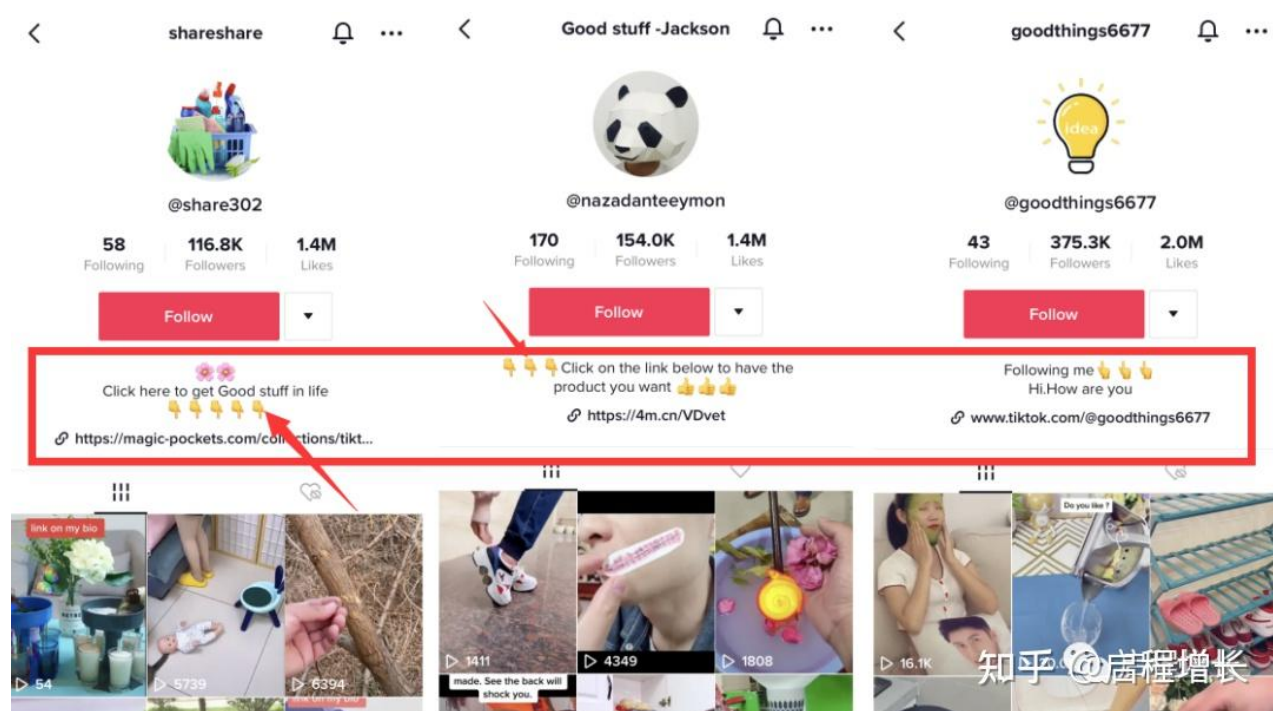 shareshare
@share302
58
116.8K
1.4M
Following
Followers
Likes
Follow
Click here to get Good stuff in life
https://magic-pockets.com/collections/tikt...
link on my bio
54
5739
6394
Good stuff -Jackson
@nazadanteeymon
170
154.0K
1.4M
Following
Followers
Likes
Follow
Click on the link below to have the
product you want
https://4m.cn/VDvet
1411
4349
1808
made. See the back will
shock you.
goodthings6677
idea
@goodthings6677
43
375.3K
2.0M
Following
Followers
Likes
Follow
Following me
Hi.How are you
www.tiktok.com/@goodthings6677
Do you like ?
16.1K
知乎 @启程增长